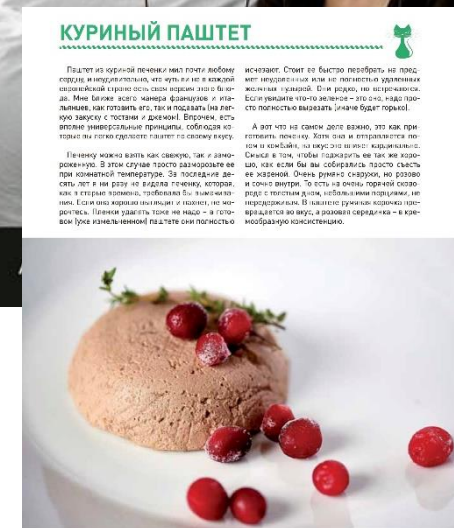 КУРИНЫЙ ПАШТЕТ
Паштет из куриной печенки мил почти любому
сердцу, и неудивительно, что чуть ли не в каждой
европейской стране есть своя версия этого блю-
да. Мне ближе всего манера французов и ита-
льянцев, как готовить его, так и подавать (на лег-
кую закуску с тостами и джемом). Впрочем, есть
вполне универсальные принципы, соблюдая ко-
торые вы легко сделаете паштет по своему вкусу.
Печенку можно взять как свежую, так и замо-
роженную. В этом случае просто разморозьте ее
при комнатной температуре. За последние де-
сять лет я ни разу не видела печенку, которая,
как в старые времена, требовала бы вымачива-
ния. Если она хорошо выглядит и пахнет, не мо-
рочьтесь. Пленки удалять тоже не надо – в гото-
вом (уже измельченном) паштете они полностью
исчезают. Стоит ее быстро перебрать на пред-
мет неудаленных или не полностью удаленных
желчных пузырей. Они редко, но встречаются.
Если увидите что-то зеленое – это оно, надо про-
сто полностью вырезать (иначе будет горько).
А вот что на самом деле важно, это как при-
готовить печенку. Хотя она и отправляется по-
том в комбайн, на вкус это влияет кардинально.
Смысл в том, чтобы поджарить ее так же хоро-
шо, как если бы вы собирались просто съесть
ее жареной. Очень румяно снаружи, но розово
и сочно внутри. То есть на очень горячей сково-
роде с толстым дном, небольшими порциями, не
передерживая. В паштете румяная корочка пре-
вращается во вкус, а розовая серединка – в кре-
мообразную консистенцию.